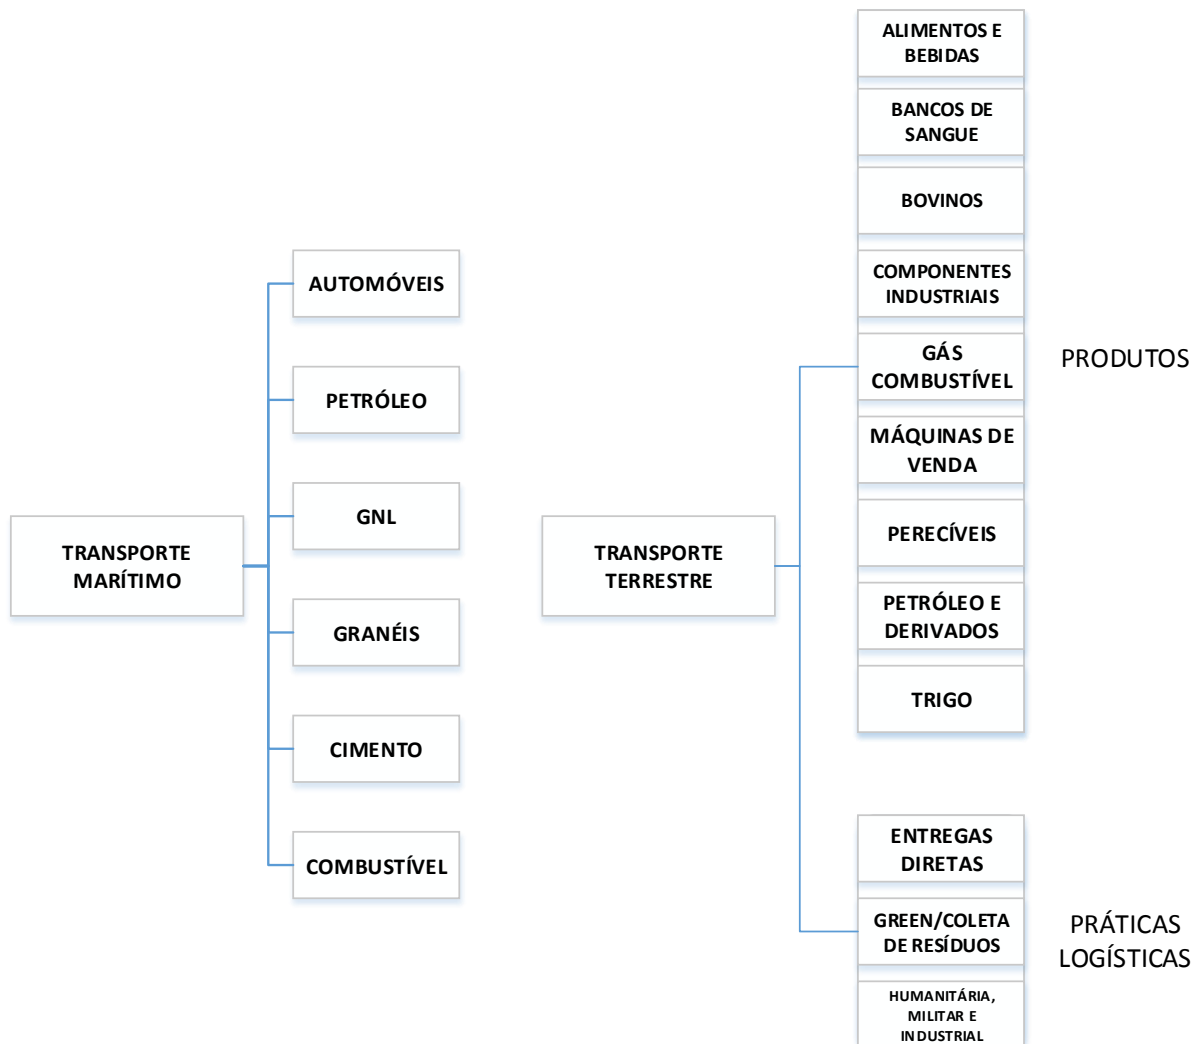 TRANSPORTE
MARÍTIMO
AUTOMÓVEIS
PETRÓLEO
GNL
GRANÉIS
CIMENTO
COMBUSTÍVEL
TRANSPORTE
TERRESTRE
ALIMENTOS E
BEBIDAS
BANCOS DE
SANGUE
BOVINOS
COMPONENTES
INDUSTRIAIS
GÁS
COMBUSTÍVEL
MÁQUINAS DE
VENDA
PERECÍVEIS
PETRÓLEO E
DERIVADOS
TRIGO
PRODUTOS
ENTREGAS
DIRETAS
GREEN/COLETA
DE RESÍDUOS
HUMANITÁRIA,
MILITAR E
INDUSTRIAL
PRÁTICAS
LOGÍSTICAS